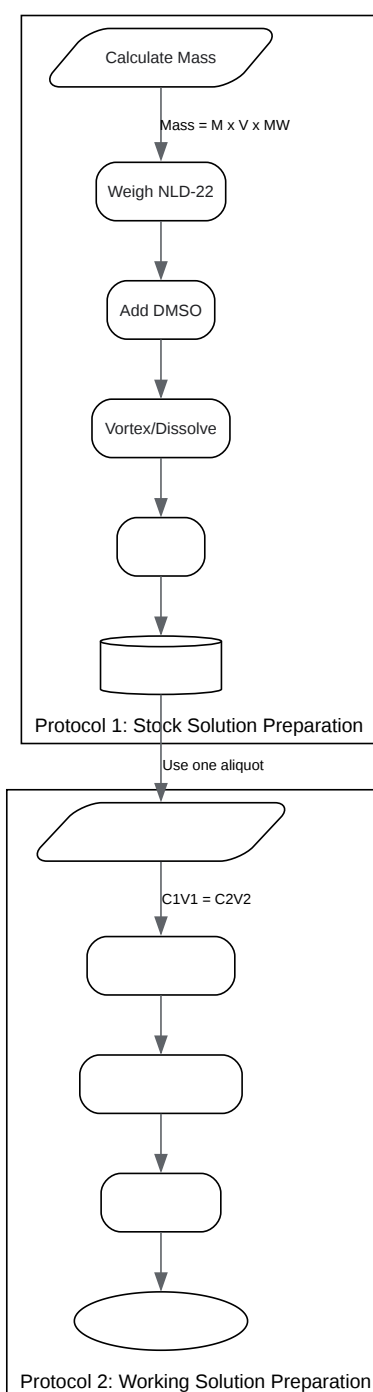 Calculate Mass
Mass = M x V x MW
Weigh NLD-22
Add DMSO
Vortex/Dissolve
Protocol 1: Stock Solution Preparation
Use one aliquot
C1V1 = C2V2
Protocol 2: Working Solution Preparation